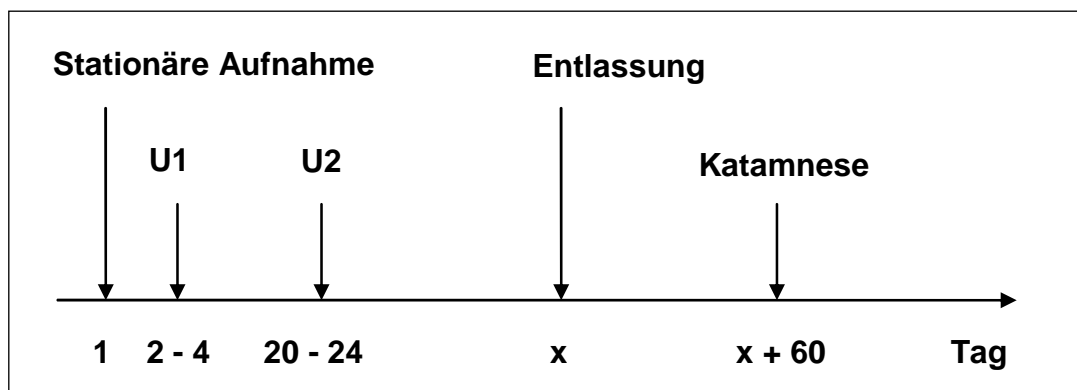 Stationäre Aufnahme Entlassung
U1 U2 Katamnese
1 2 - 4 20 - 24 x x + 60 Tag